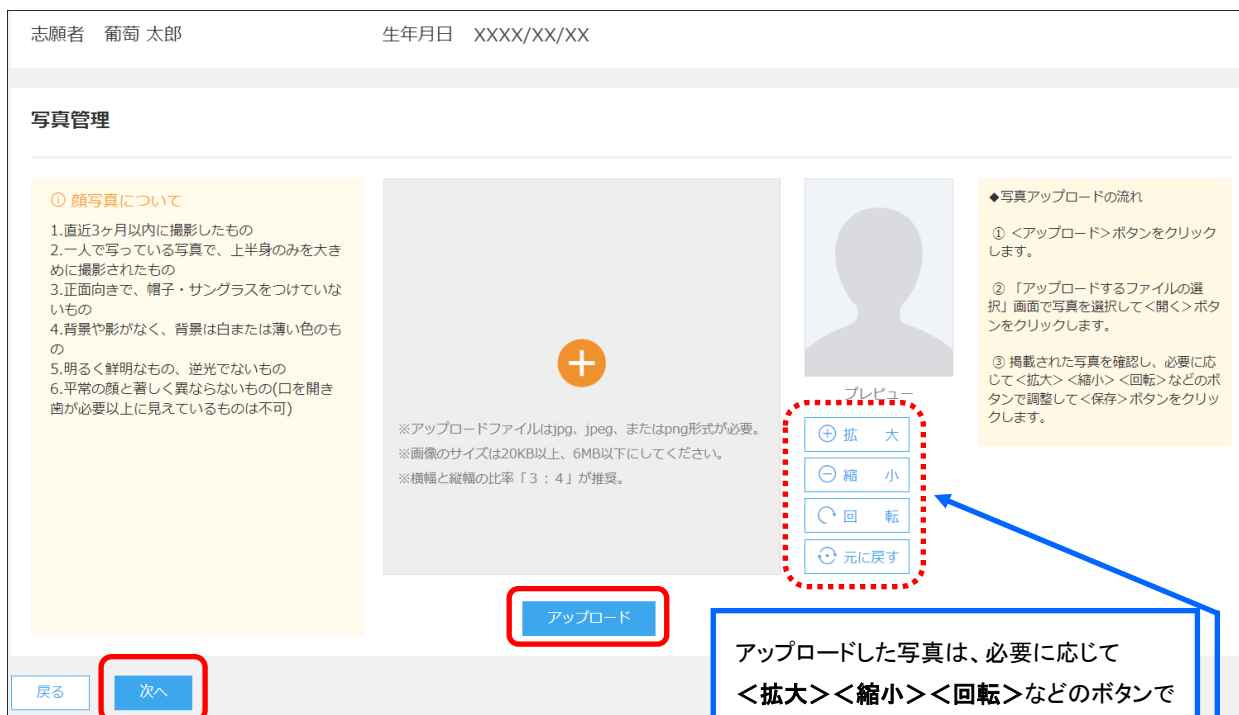 志願者　葡萄 太郎
生年月日　XXXX/XX/XX
写真管理
顔写真について
1.直近3ヶ月以内に撮影したもの
2.一人で写っている写真で、上半身のみを大き
めに撮影されたもの
3.正面向きで、帽子・サングラスをつけていな
いもの
4.背景や影がなく、背景は白または薄い色のも
の
5.明るく鮮明なもの、逆光でないもの
6.平常の顔と著しく異ならないもの(口を開き
歯が必要以上に見えているものは不可)
※アップロードファイルはjpg、jpeg、またはpng形式が必要。
※画像のサイズは20KB以上、6MB以下にしてください。
※横幅と縦幅の比率「3：4」が推奨。
アップロード
プレビュー
拡　大
縮　小
回　転
元に戻す
◆写真アップロードの流れ
① <アップロード>ボタンをクリック
します。
② 「アップロードするファイルの選
択」画面で写真を選択して<開く>ボタ
ンをクリックします。
③ 掲載された写真を確認し、必要に応
じて<拡大> <縮小> <回転>などのボ
タンで調整して<保存>ボタンをクリッ
クします。
アップロードした写真は、必要に応じて
＜拡大＞＜縮小＞＜回転＞などのボタンで
戻る
次へ